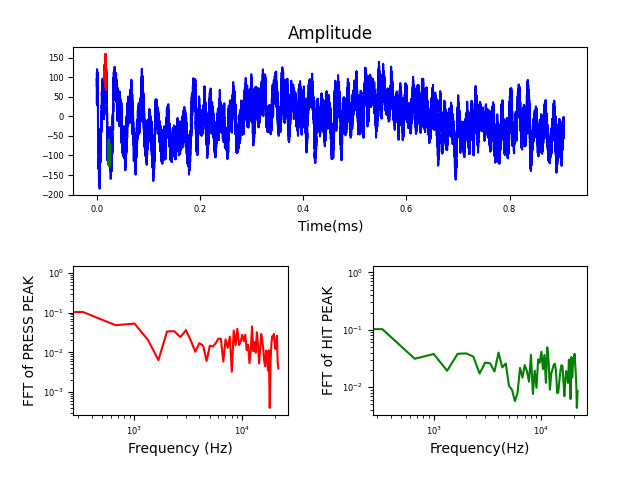 Amplitude
150
100
50
0
−50
−100
−150
−200
0.0 0.2 0.4 0.6 0.8
Time(ms)
FFT of PRESS PEAK
10⁰
10⁻¹
10⁻²
10⁻³
10³ 10⁴
Frequency (Hz)
FFT of HIT PEAK
10⁰
10⁻¹
10⁻²
10³ 10⁴
Frequency(Hz)